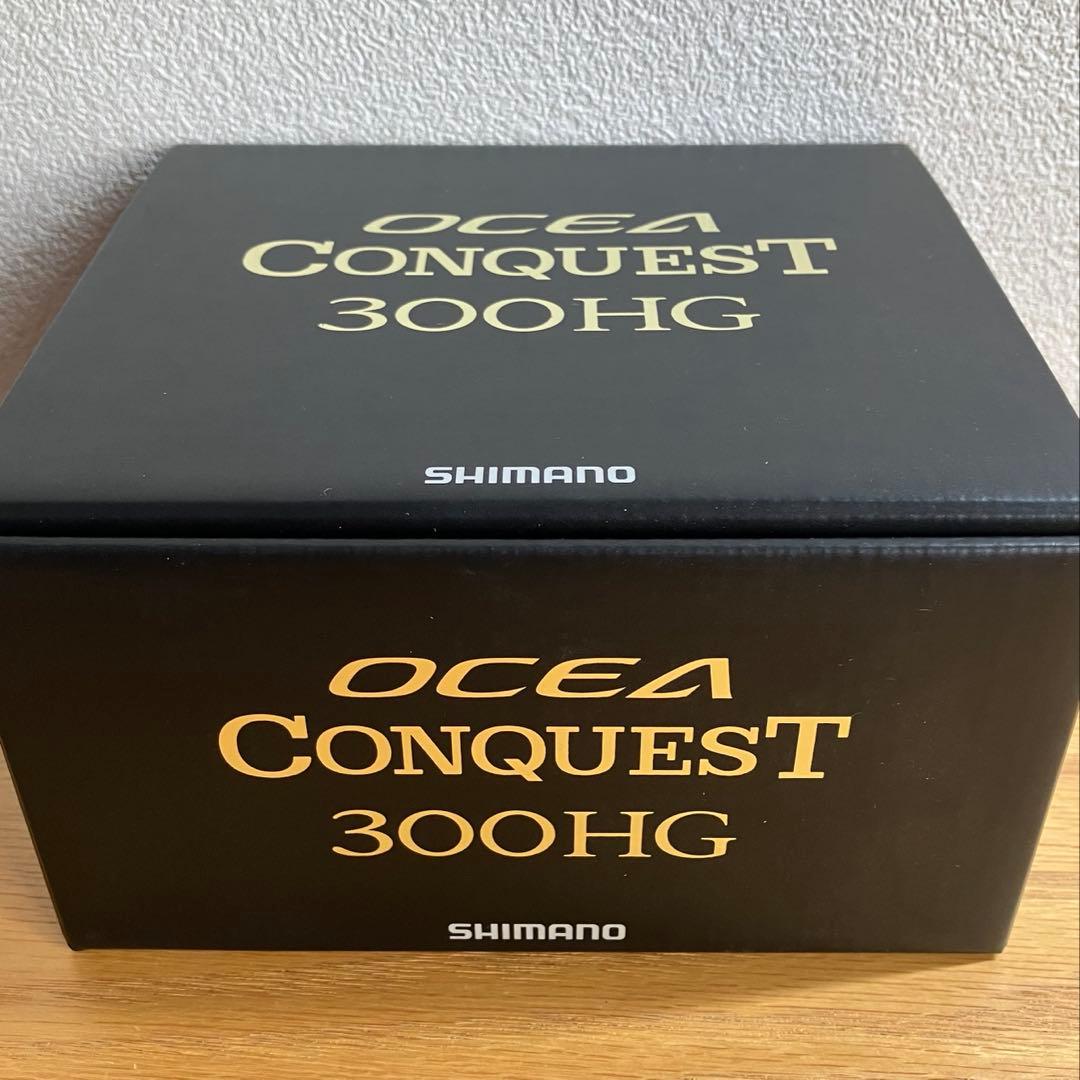 OCEA
CONQUEST
300HG
SHIMANO
OCEA
CONQUEST
300HG
SHIMANO